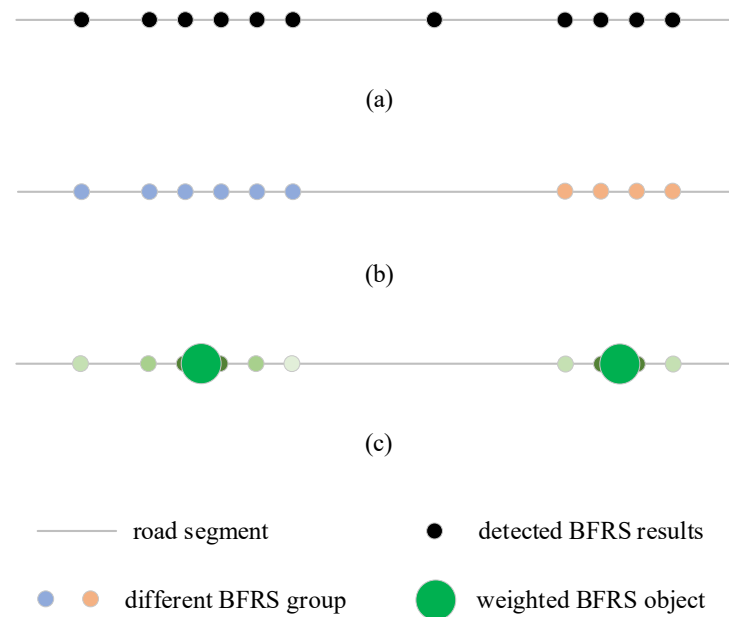 (a)
(b)
(c)
road segment
detected BFRS results
different BFRS group
weighted BFRS object